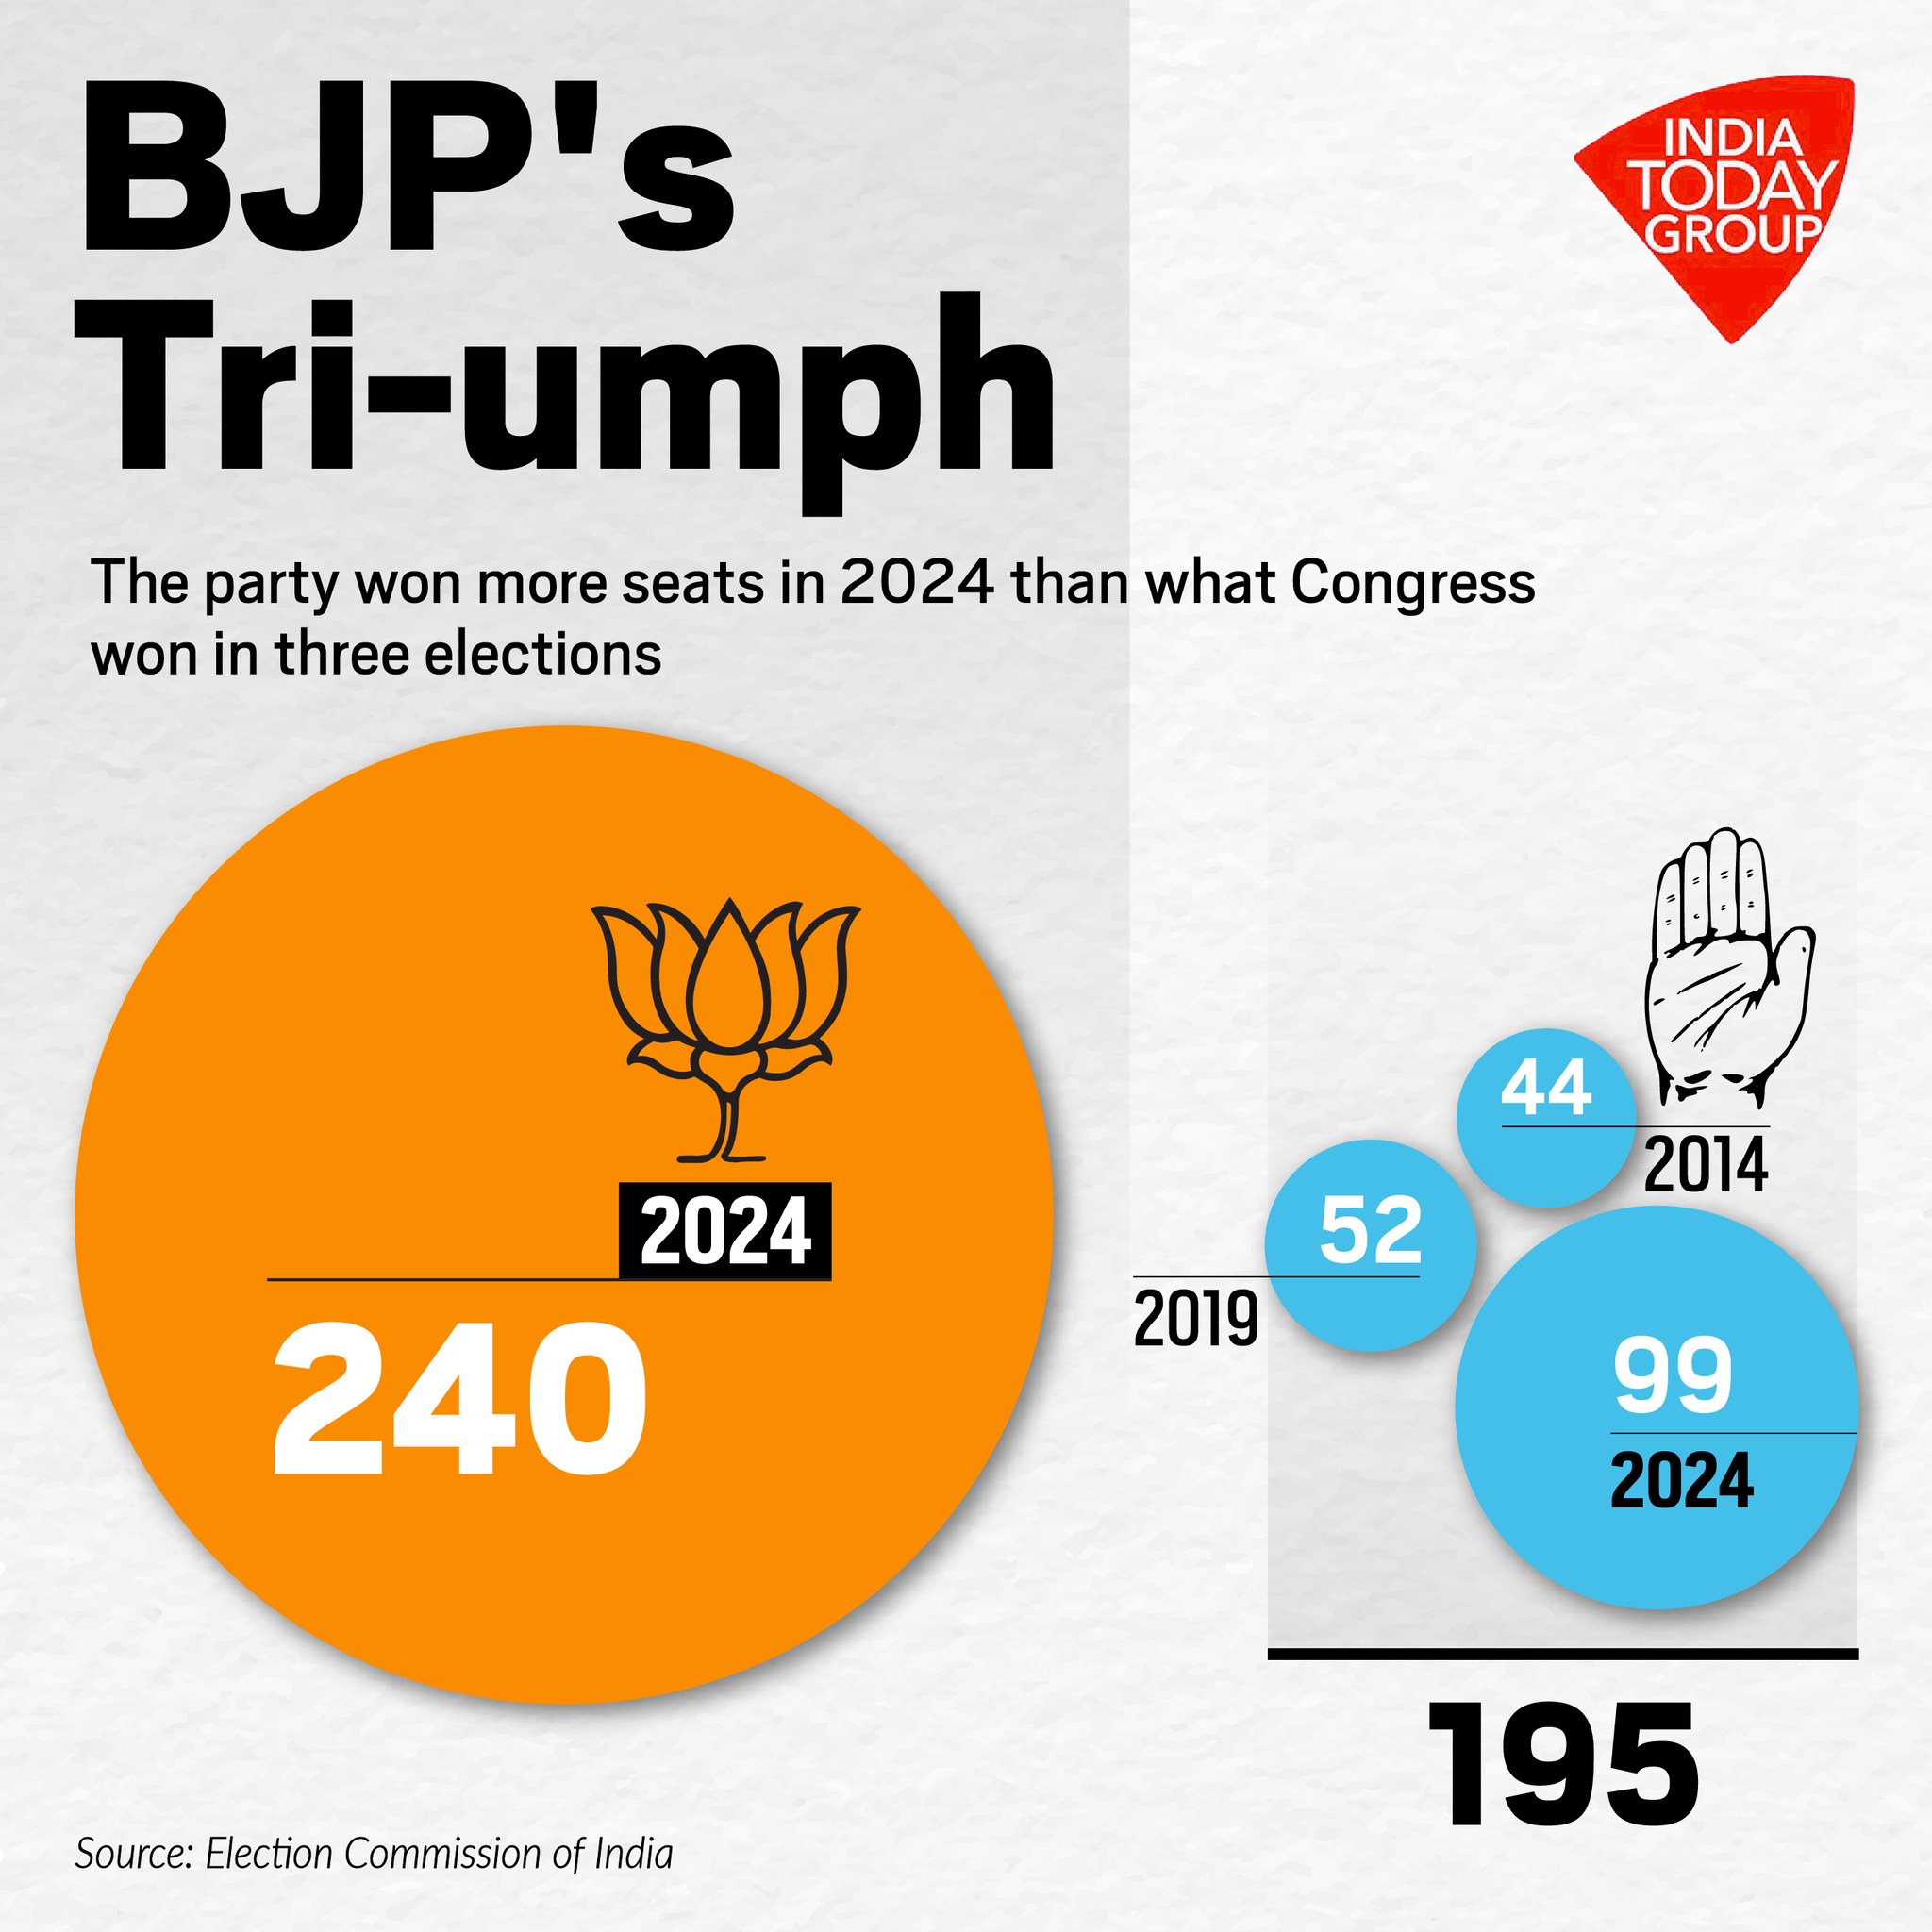 BJP's
Tri-umph
INDIA
TODAY
GROUP
The party won more seats in 2024 than what Congress
won in three elections
2024
240
44
2014
52
2019
99
2024
195
Source: Election Commission of India